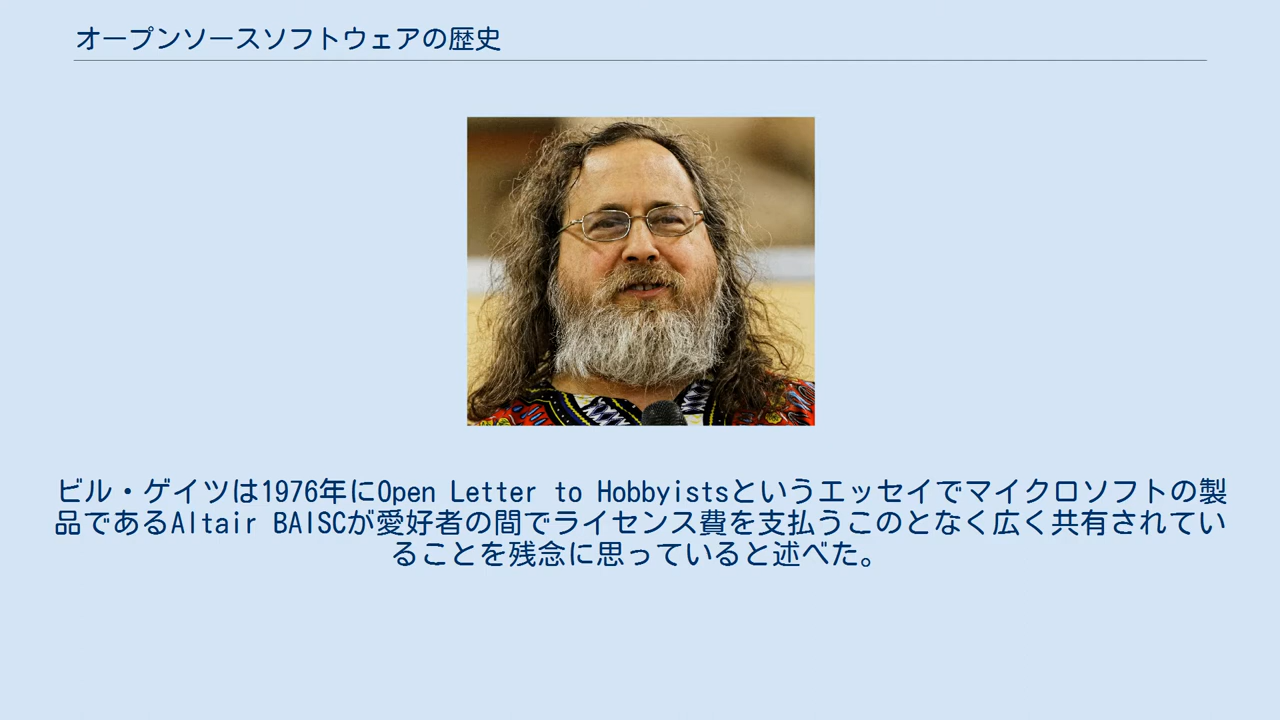 オープンソースソフトウェアの歴史
ビル・ゲイツは1976年にOpen Letter to Hobbyistsというエッセイでマイクロソフトの製
品であるAltair BAISCが愛好者の間でライセンス費を支払うこのとなく広く共有されてい
ることを残念に思っていると述べた。